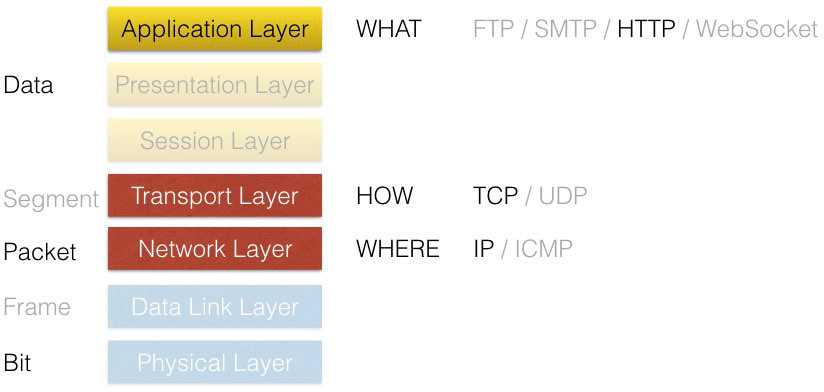 Application Layer WHAT FTP / SMTP / HTTP / WebSocket
Data Presentation Layer
Session Layer
Segment Transport Layer HOW TCP / UDP
Packet Network Layer WHERE IP / ICMP
Frame Data Link Layer
Bit Physical Layer